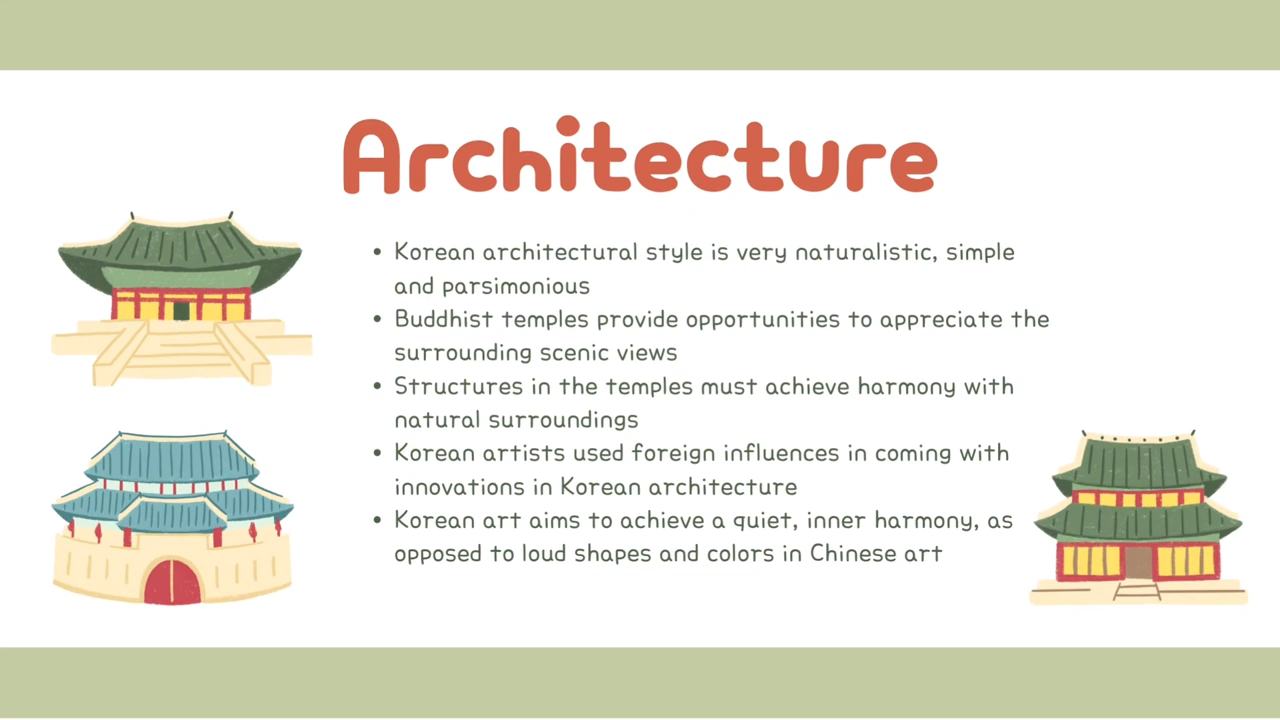 Architecture
• Korean architectural style is very naturalistic, simple
and parsimonious
• Buddhist temples provide opportunities to appreciate the
surrounding scenic views
• Structures in the temples must achieve harmony with
natural surroundings
• Korean artists used foreign influences in coming with
innovations in Korean architecture
• Korean art aims to achieve a quiet, inner harmony, as
opposed to loud shapes and colors in Chinese art